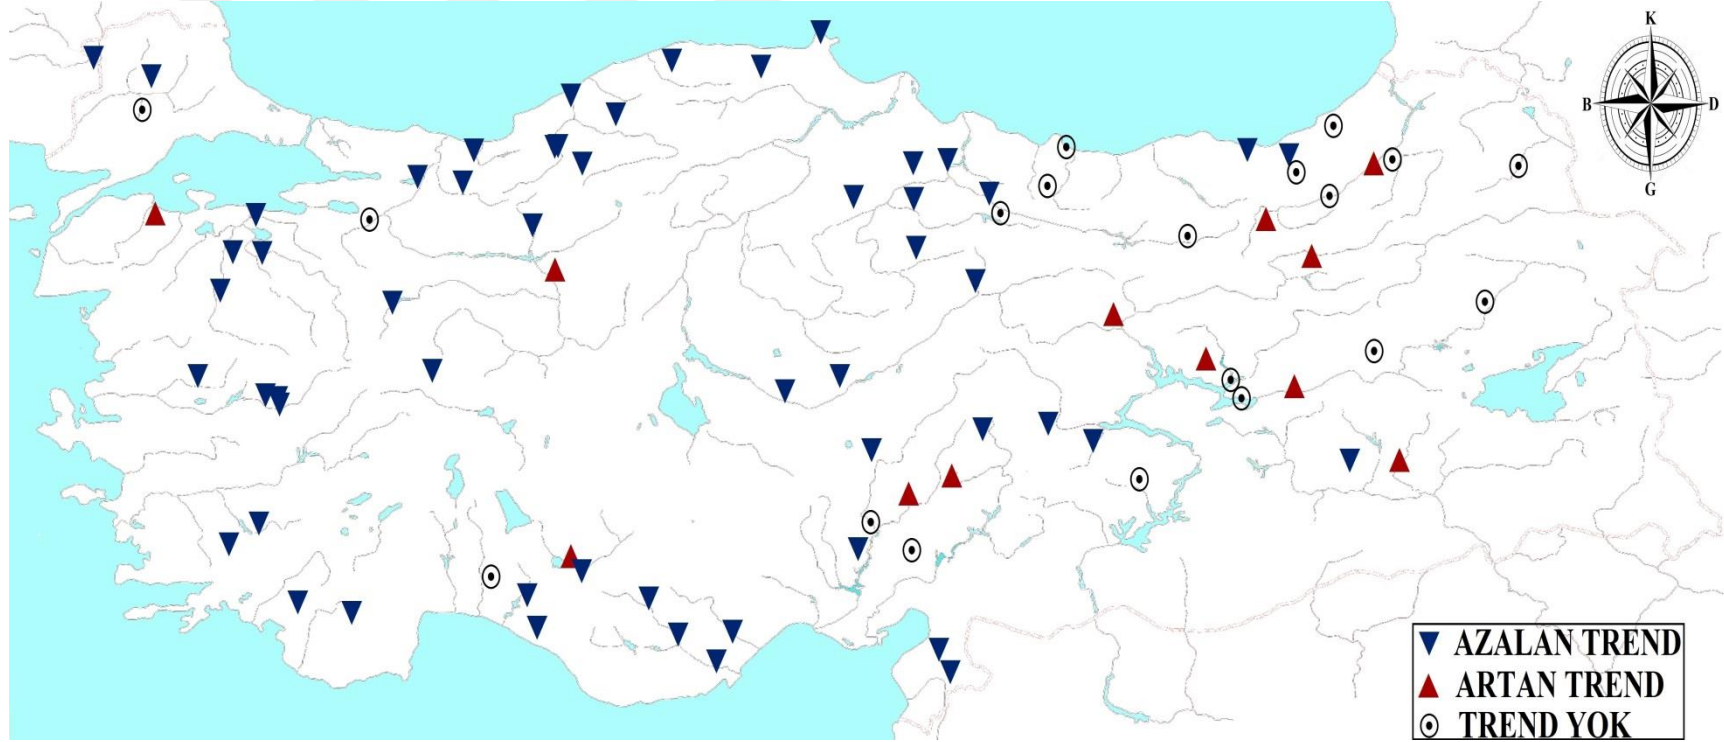 K
B D
G
AZALAN TREND
ARTAN TREND
TREND YOK